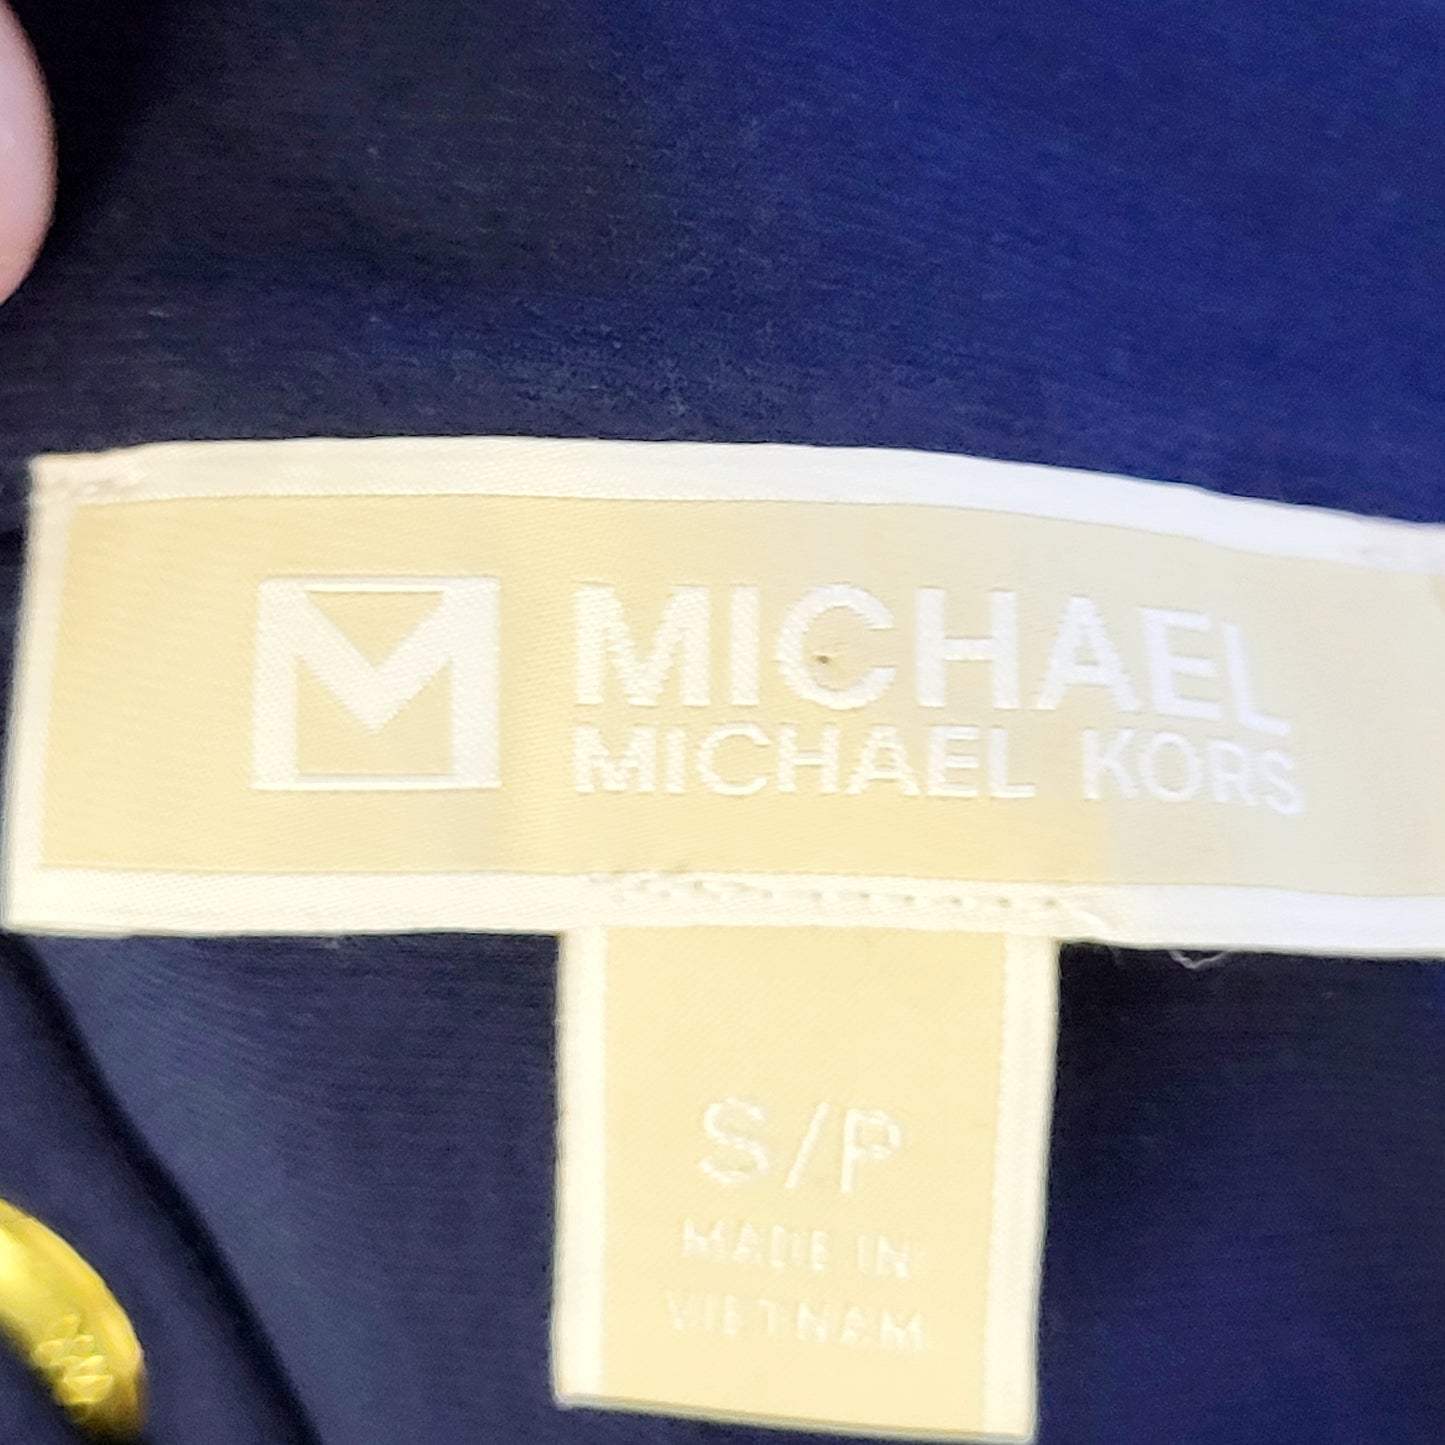 MICHAEL
MICHAEL KORS
S/P
MADE IN
VIETNAM